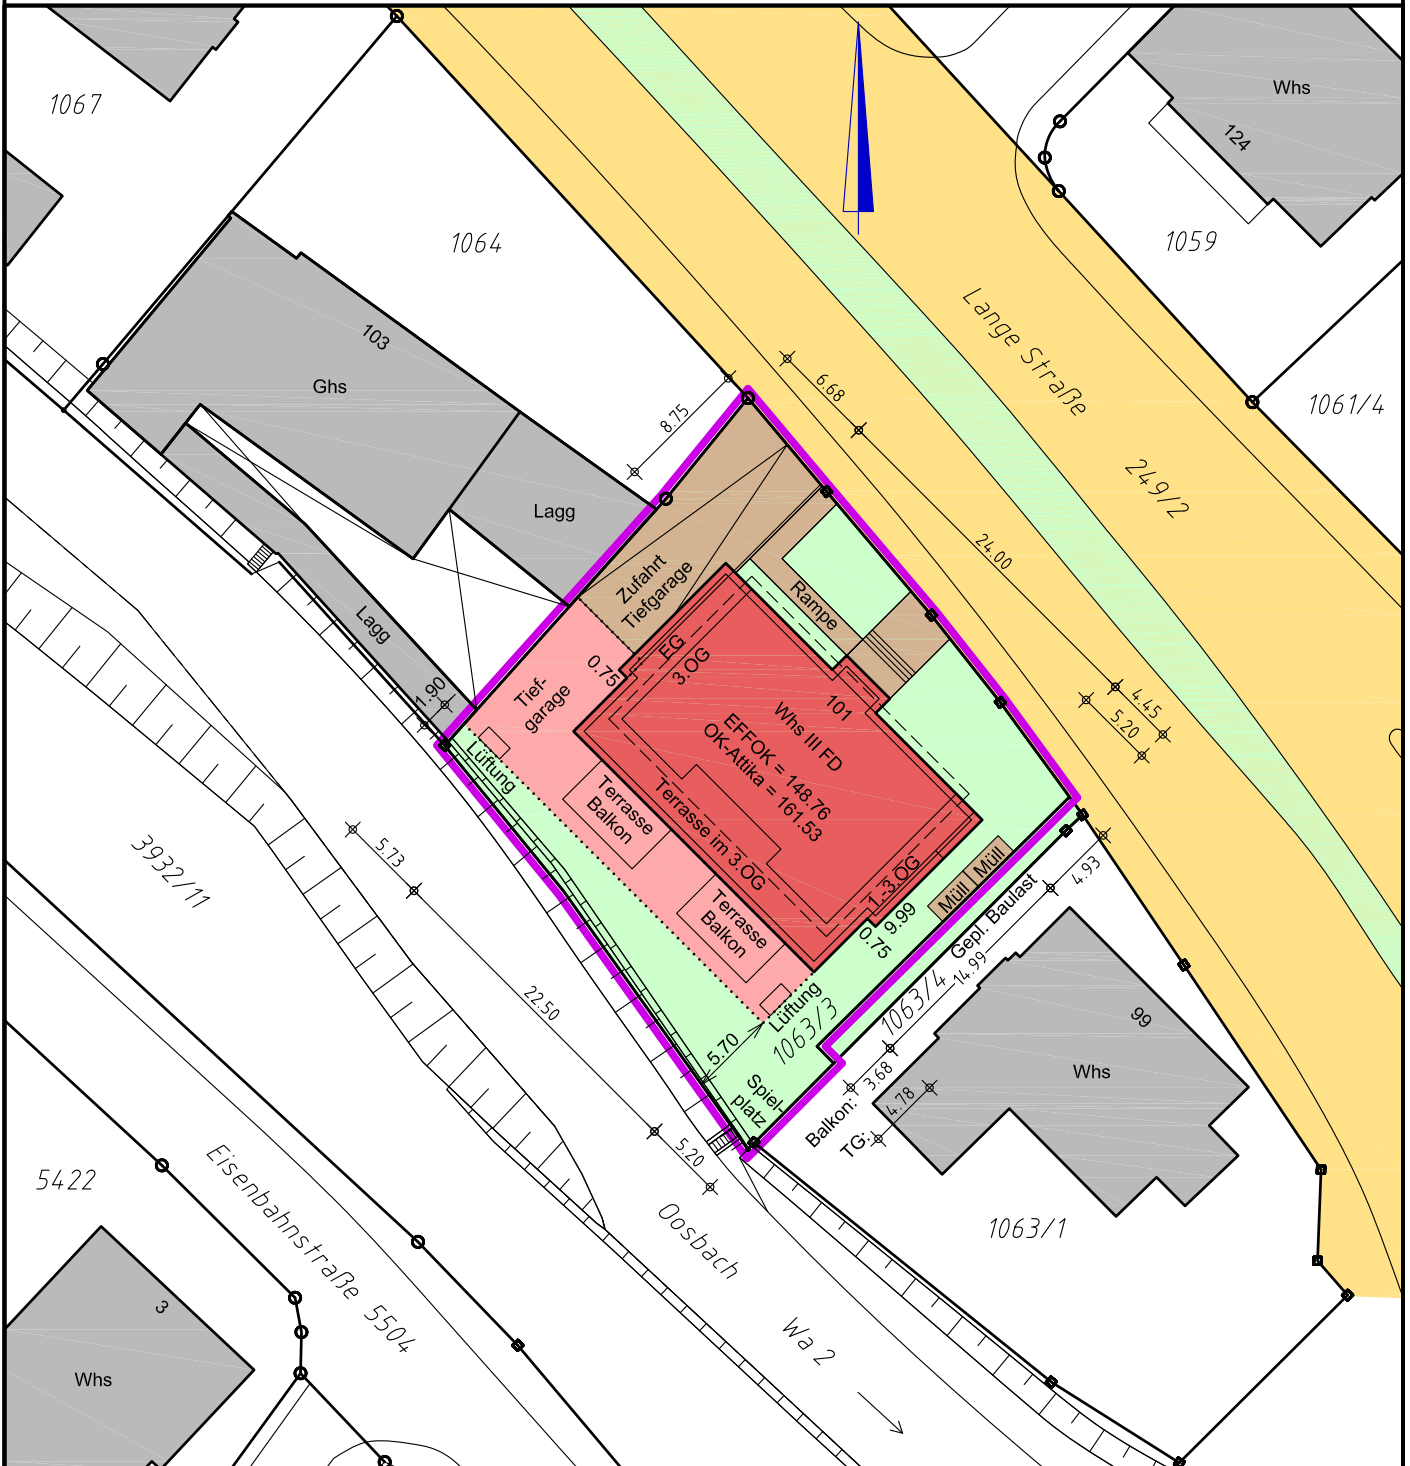 1067
Whs
124
1064
1059
Lange Straße
103
Ghs
6.68
8.75
1061/4
249/2
Lagg
24.00
Zufahrt
Tiefgarage
Rampe
Lagg
EG
3.OG
0.75
Tief-
garage
1.90
101
Whs III FD
EFFOK = 148.76
OK-Attika = 161.53
4.45
5.20
Lüftung
Terrasse
Balkon
Terrasse im 3.OG
3932/11
5.73
1.-3.OG
Müll
Müll
4.93
Gepl. Baulast
9.99
0.75
Terrasse
Balkon
14.99
1063/4
Lüftung
1063/3
22.50
5.70
99
Whs
Spiel-
platz
Balkon:
3.68
4.78
TG:
5.20
5422
Eisenbahnstraße 5504
Oosbach
1063/1
3
Whs
Wa 2